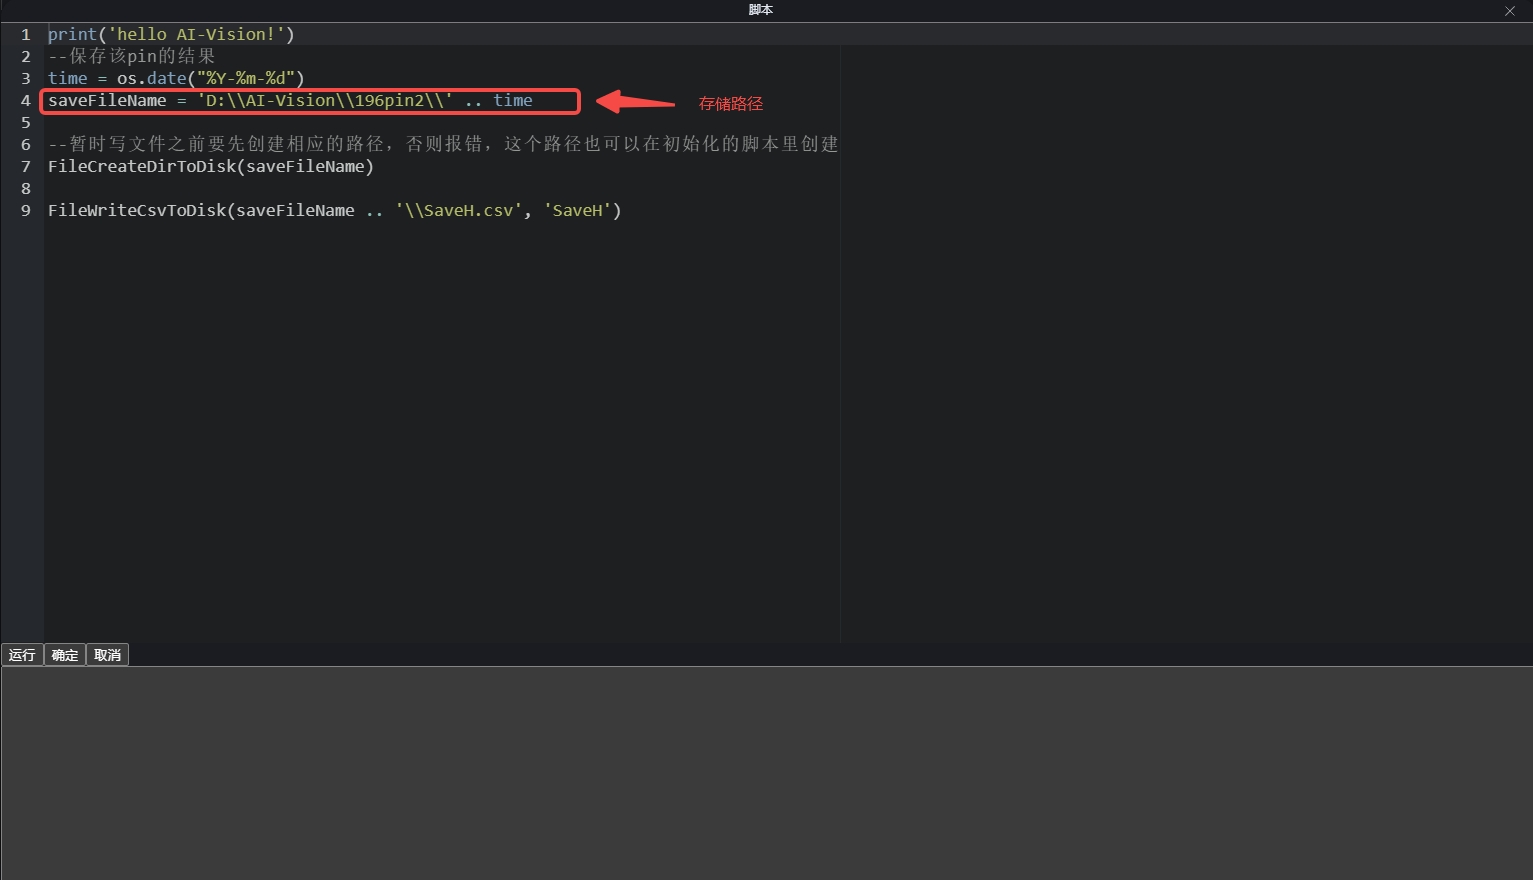 脚本
1 print('hello AI-Vision!')
2 --保存该pin的结果
3 time = os.date("%Y-%m-%d")
4 saveFileName = 'D:\\AI-Vision\\196pin2\\' .. time
存储路径
5
6 --暂时写文件之前要先创建相应的路径，否则报错，这个路径也可以在初始化的脚本里创建
7 FileCreateDirToDisk(saveFileName)
8
9 FileWriteCsvToDisk(saveFileName .. '\\SaveH.csv', 'SaveH')
运行 确定 取消